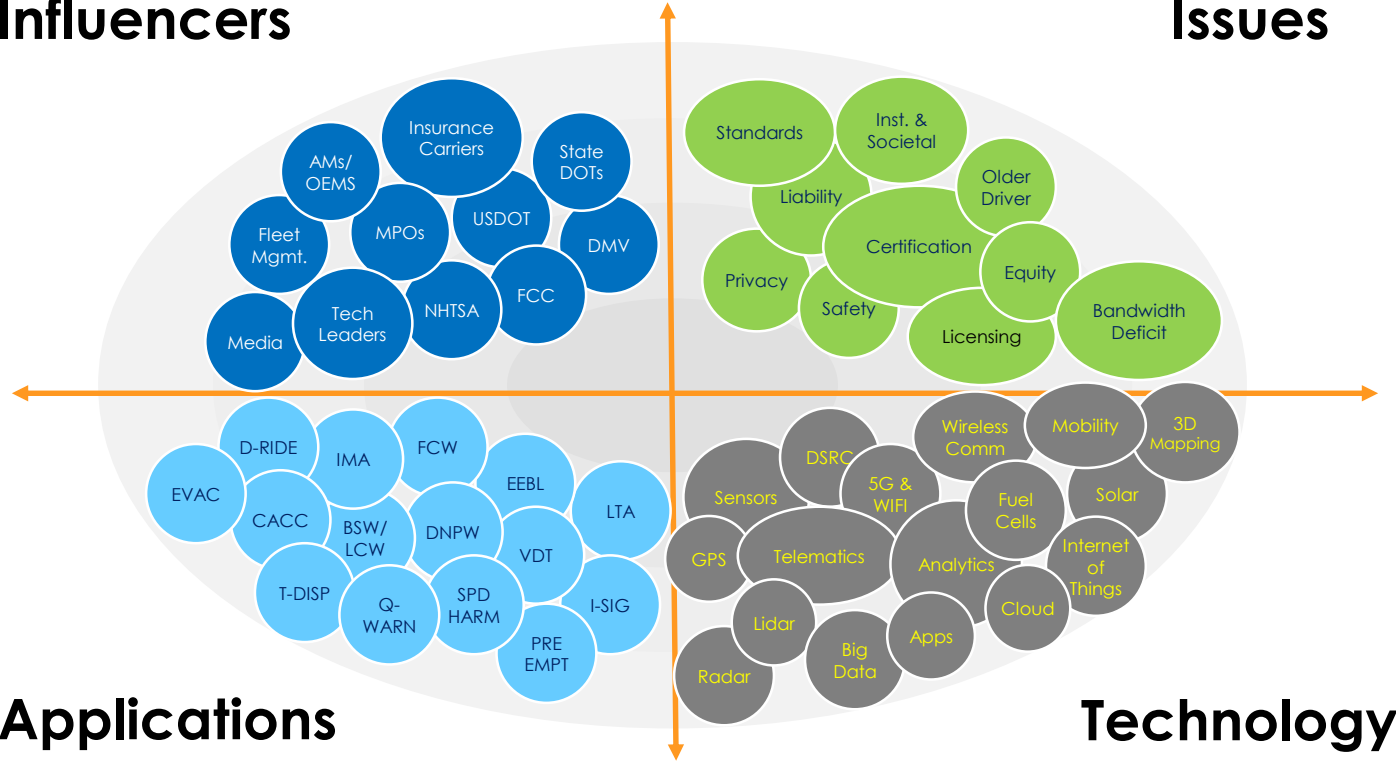 Influencers
Issues
Insurance
Carriers
State
DOTs
AMs/
OEMS
USDOT
MPOs
Fleet
Mgmt.
DMV
FCC
NHTSA
Tech
Leaders
Media
Standards
Inst. &
Societal
Older
Driver
Liability
Certification
Equity
Privacy
Safety
Licensing
Bandwidth
Deficit
D-RIDE
IMA
FCW
EVAC
EEBL
LTA
CACC
BSW/
LCW
DNPW
VDT
T-DISP
Q-
WARN
SPD
HARM
I-SIG
PRE
EMPT
Wireless
Comm
Mobility
3D
Mapping
DSRC
Sensors
5G &
WIFI
Fuel
Cells
Solar
GPS
Telematics
Analytics
Internet
of
Things
Lidar
Cloud
Apps
Big
Data
Radar
Applications
Technology